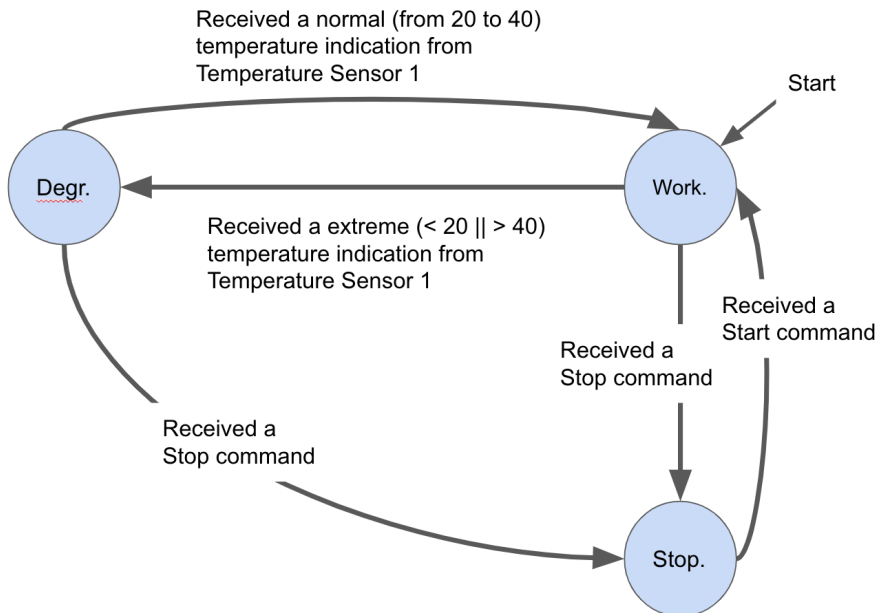 Received a normal (from 20 to 40)
temperature indication from
Temperature Sensor 1
Start
Degr.
Work.
Received a extreme (< 20 || > 40)
temperature indication from
Temperature Sensor 1
Received a
Start command
Received a
Stop command
Received a
Stop command
Stop.